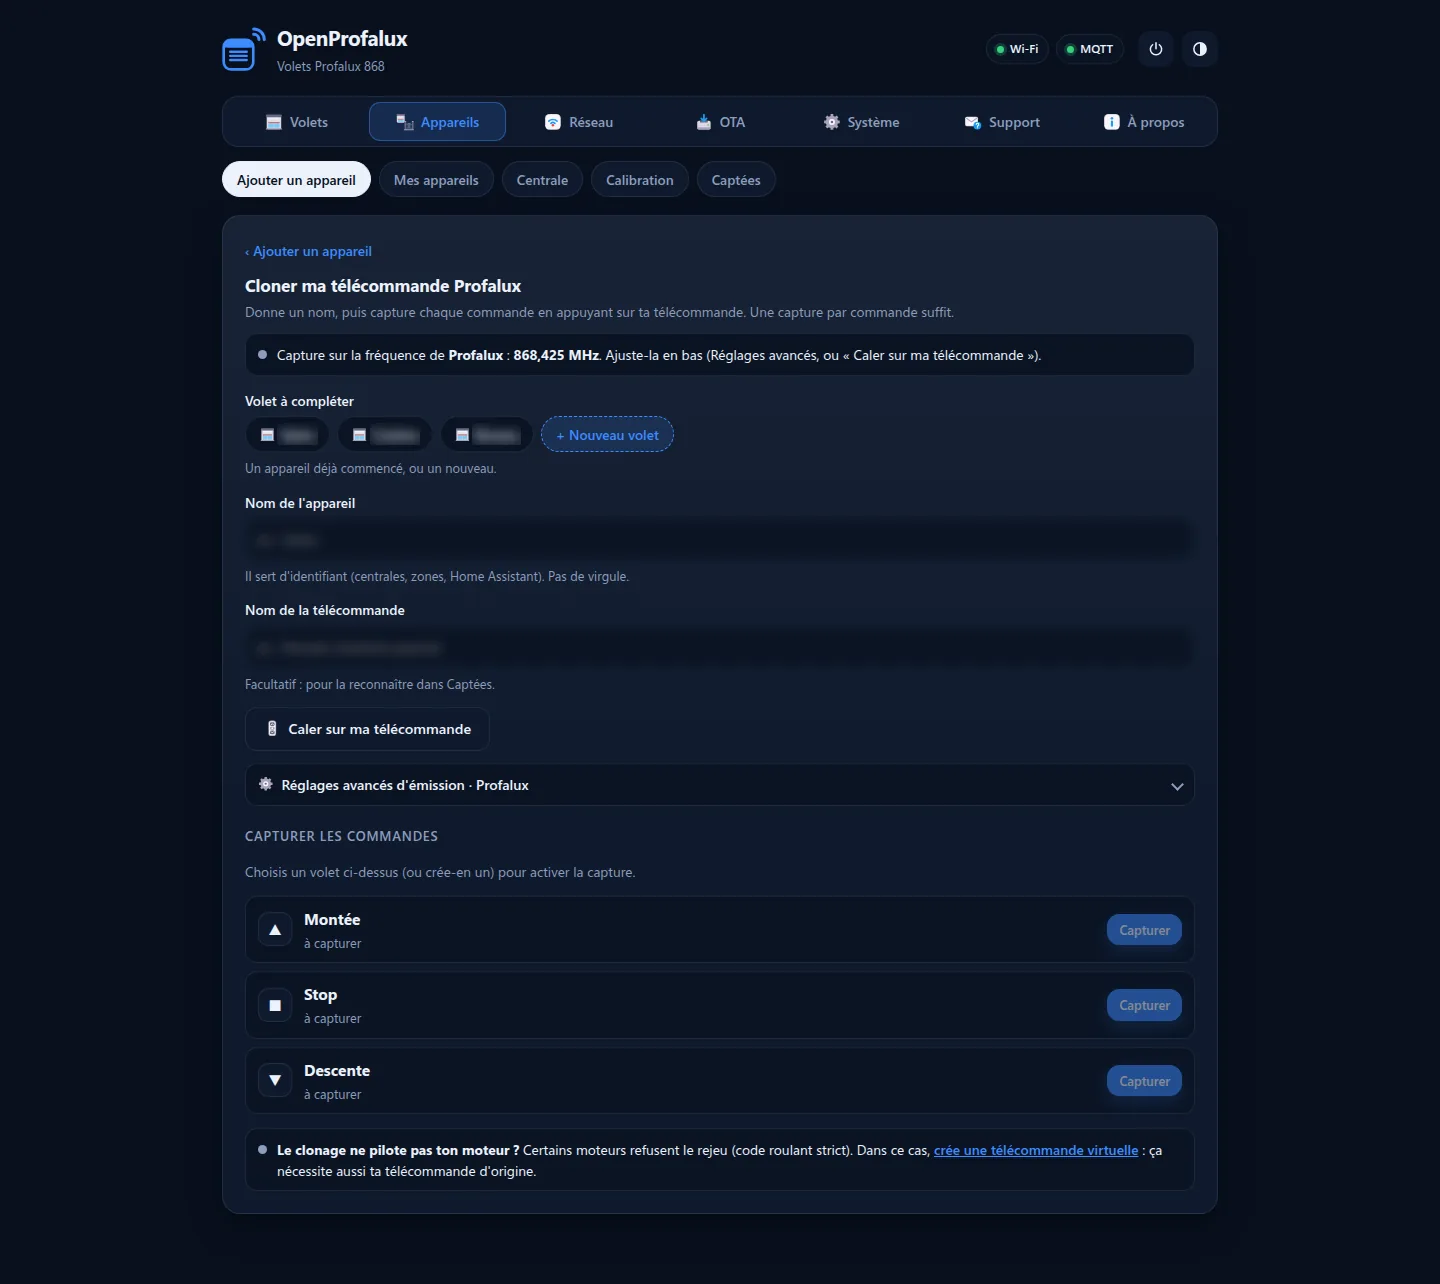 OpenProfalux
Volets Profalux 868
Wi-Fi
MQTT
Volets
Appareils
Réseau
OTA
Système
Support
À propos
Ajouter un appareil
Mes appareils
Centrale
Calibration
Captées
‹ Ajouter un appareil
Cloner ma télécommande Profalux
Donne un nom, puis capture chaque commande en appuyant sur ta télécommande. Une capture par commande suffit.
Capture sur la fréquence de Profalux : 868,425 MHz. Ajuste-la en bas (Réglages avancés, ou « Caler sur ma télécommande »).
Volet à compléter
+ Nouveau volet
Un appareil déjà commencé, ou un nouveau.
Nom de l'appareil
Il sert d'identifiant (centrales, zones, Home Assistant). Pas de virgule.
Nom de la télécommande
Facultatif : pour la reconnaître dans Captées.
Caler sur ma télécommande
Réglages avancés d'émission · Profalux
CAPTURER LES COMMANDES
Choisis un volet ci-dessus (ou crée-en un) pour activer la capture.
Montée
à capturer
Capturer
Stop
à capturer
Capturer
Descente
à capturer
Capturer
Le clonage ne pilote pas ton moteur ? Certains moteurs refusent le rejeu (code roulant strict). Dans ce cas, crée une télécommande virtuelle : ça
nécessite aussi ta télécommande d'origine.